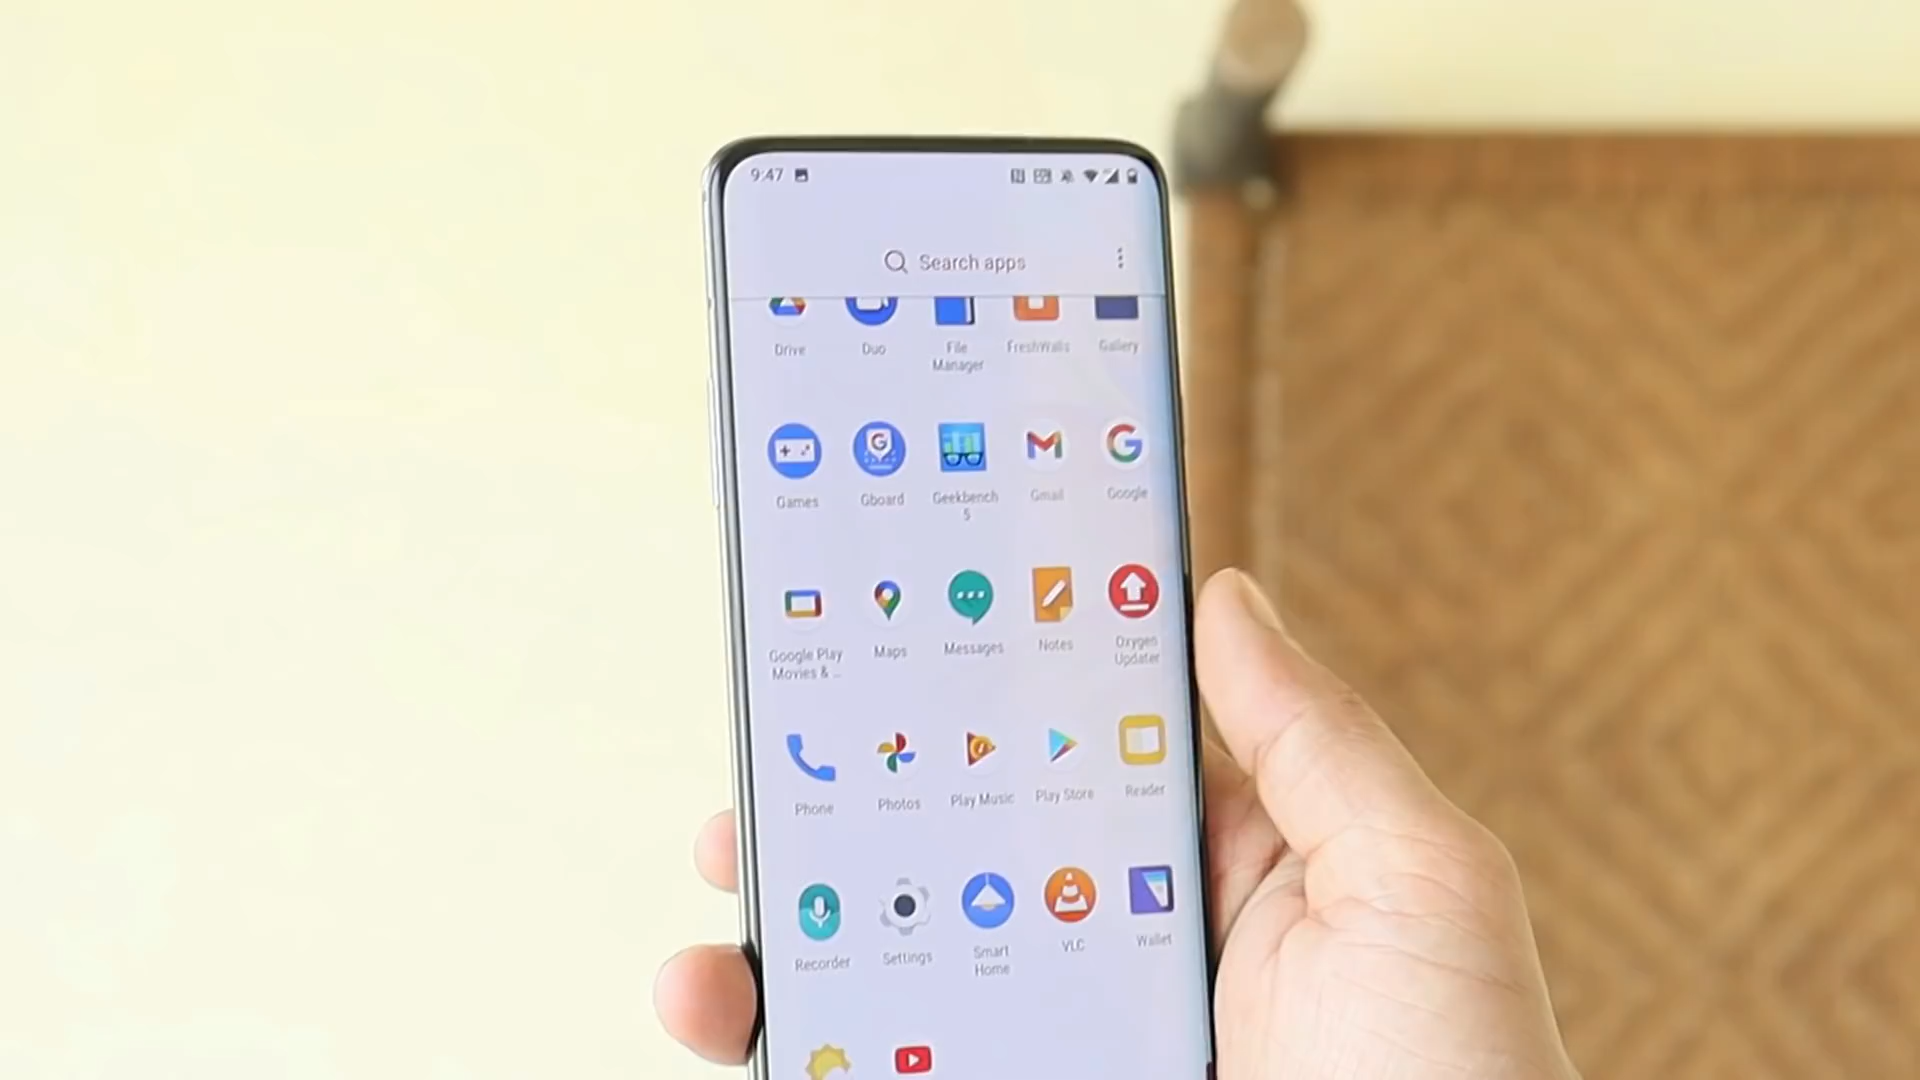 9:47
Search apps
Drive Duo File Manager FreshWalls Gallery
Games Gboard Geekbench 5 Gmail Google
Google Play Movies & ... Maps Messages Notes Oxygen Updater
Phone Photos Play Music Play Store Reader
Recorder Settings Smart Home VLC Wallet